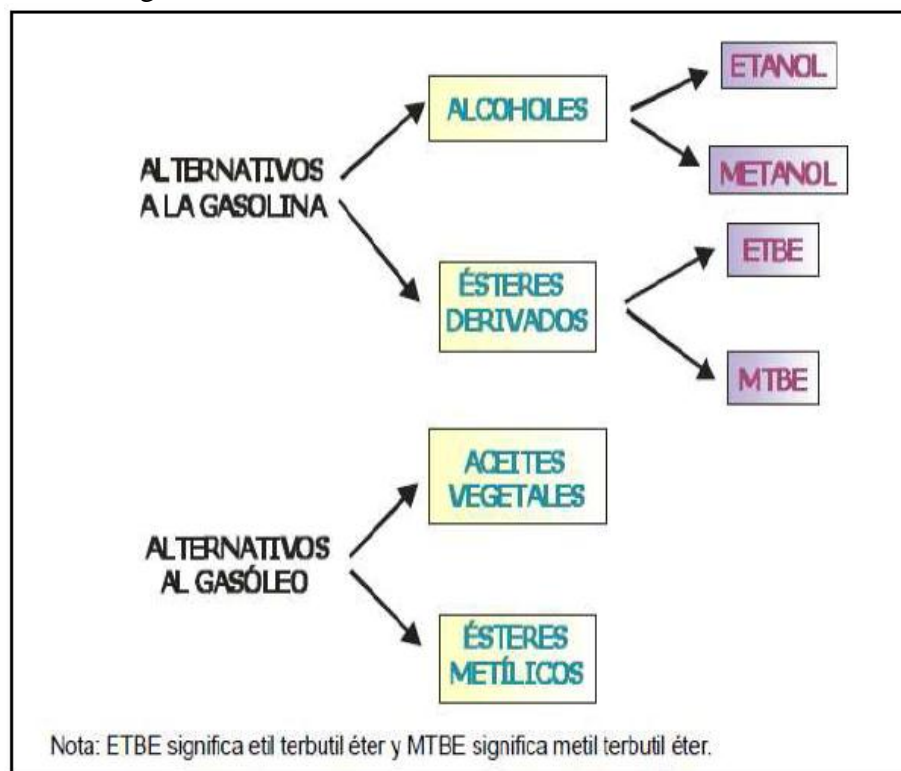 ALTERNATIVOS
A LA GASOLINA
ALCOHOLES
ETANOL
METANOL
ÉSTERES
DERIVADOS
ETBE
MTBE
ALTERNATIVOS
AL GASÓLEO
ACEITES
VEGETALES
ÉSTERES
METÍLICOS
Nota: ETBE significa etil terbutil éter y MTBE significa metil terbutil éter.